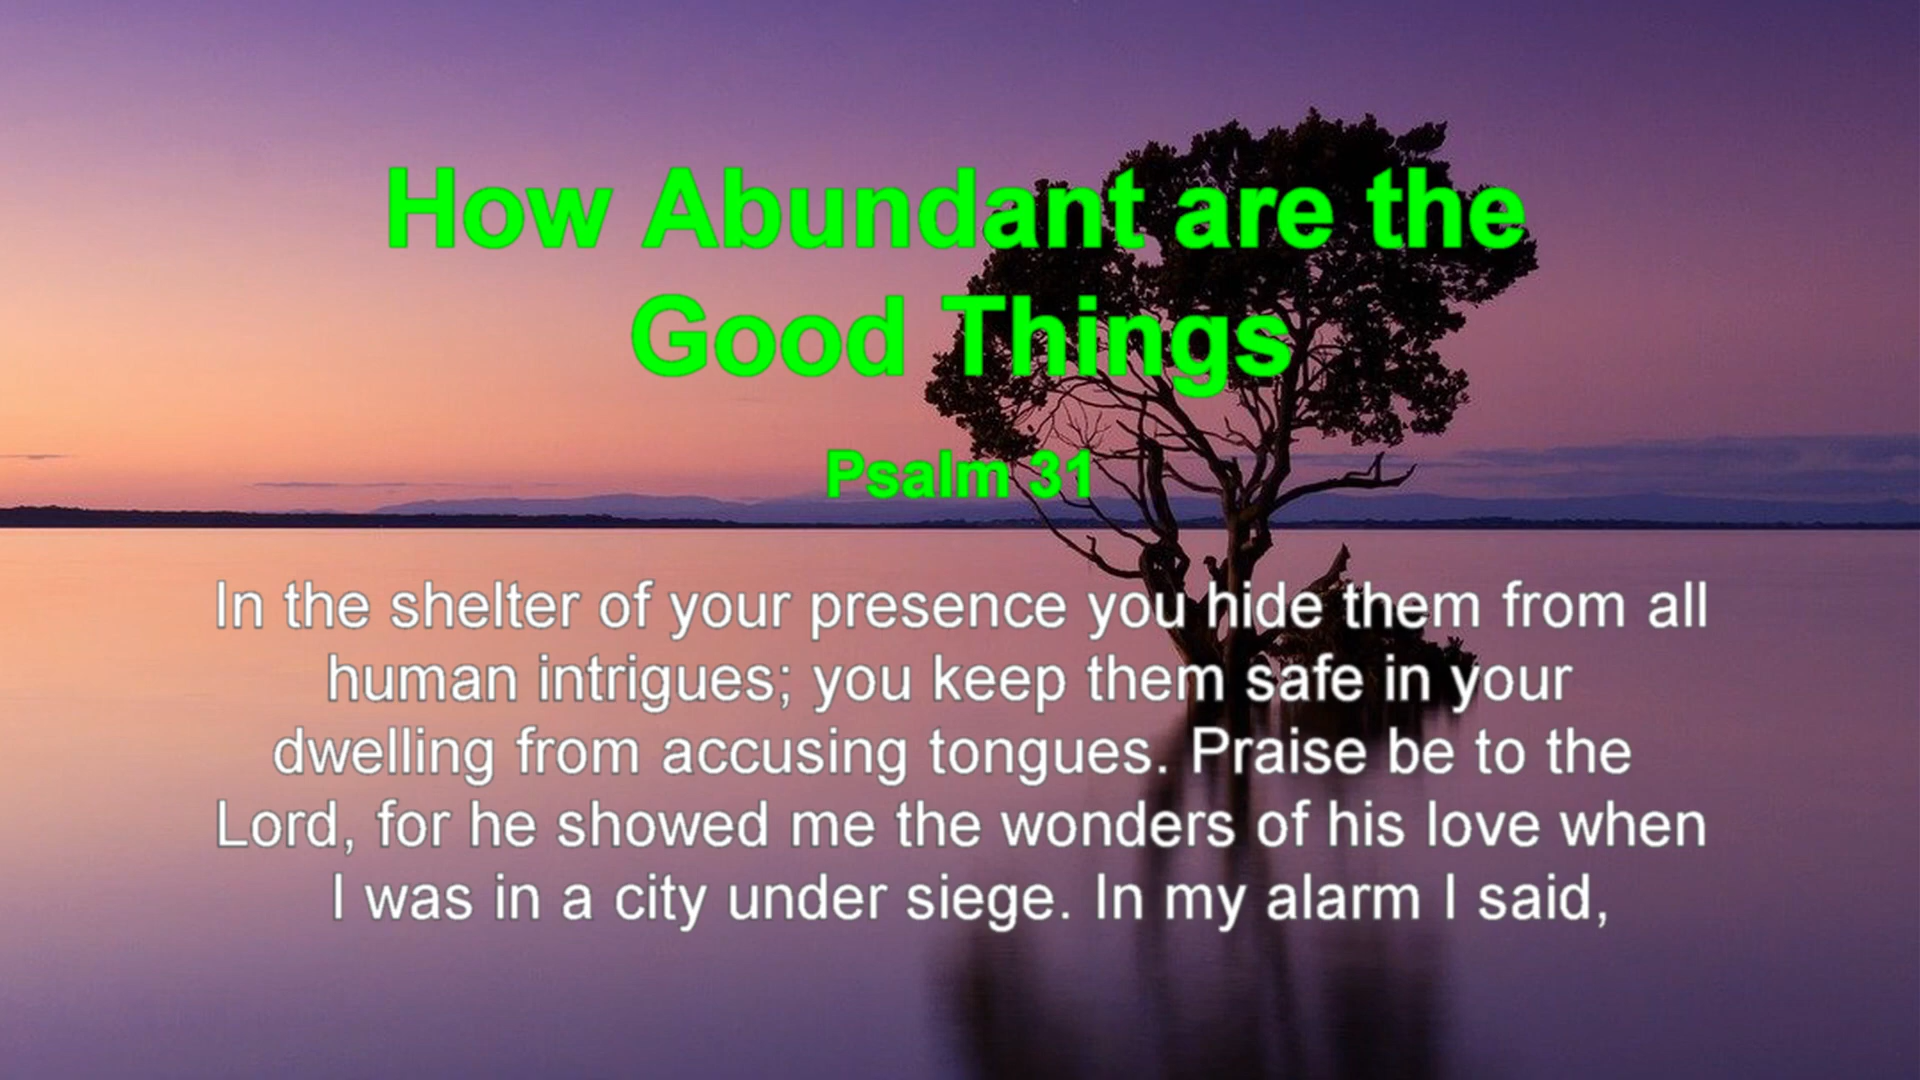 How Abundant are the
Good Things
Psalm 31
In the shelter of your presence you hide them from all
human intrigues; you keep them safe in your
dwelling from accusing tongues. Praise be to the
Lord, for he showed me the wonders of his love when
I was in a city under siege. In my alarm I said,